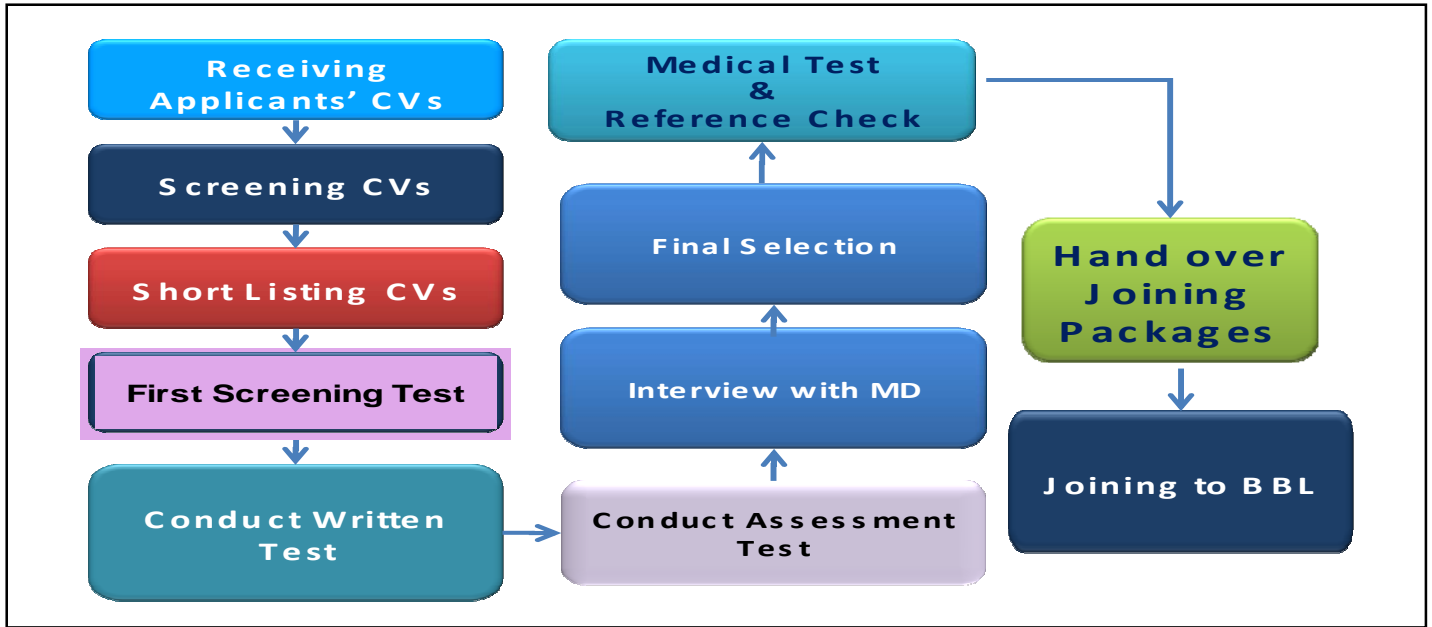 Receiving
Applicants’ CVs
Screening CVs
Short Listing CVs
First Screening Test
Conduct Written
Test
Conduct Assessment
Test
Interview with MD
Final Selection
Medical Test
&
Reference Check
Hand over
Joining
Packages
Joining to BBL